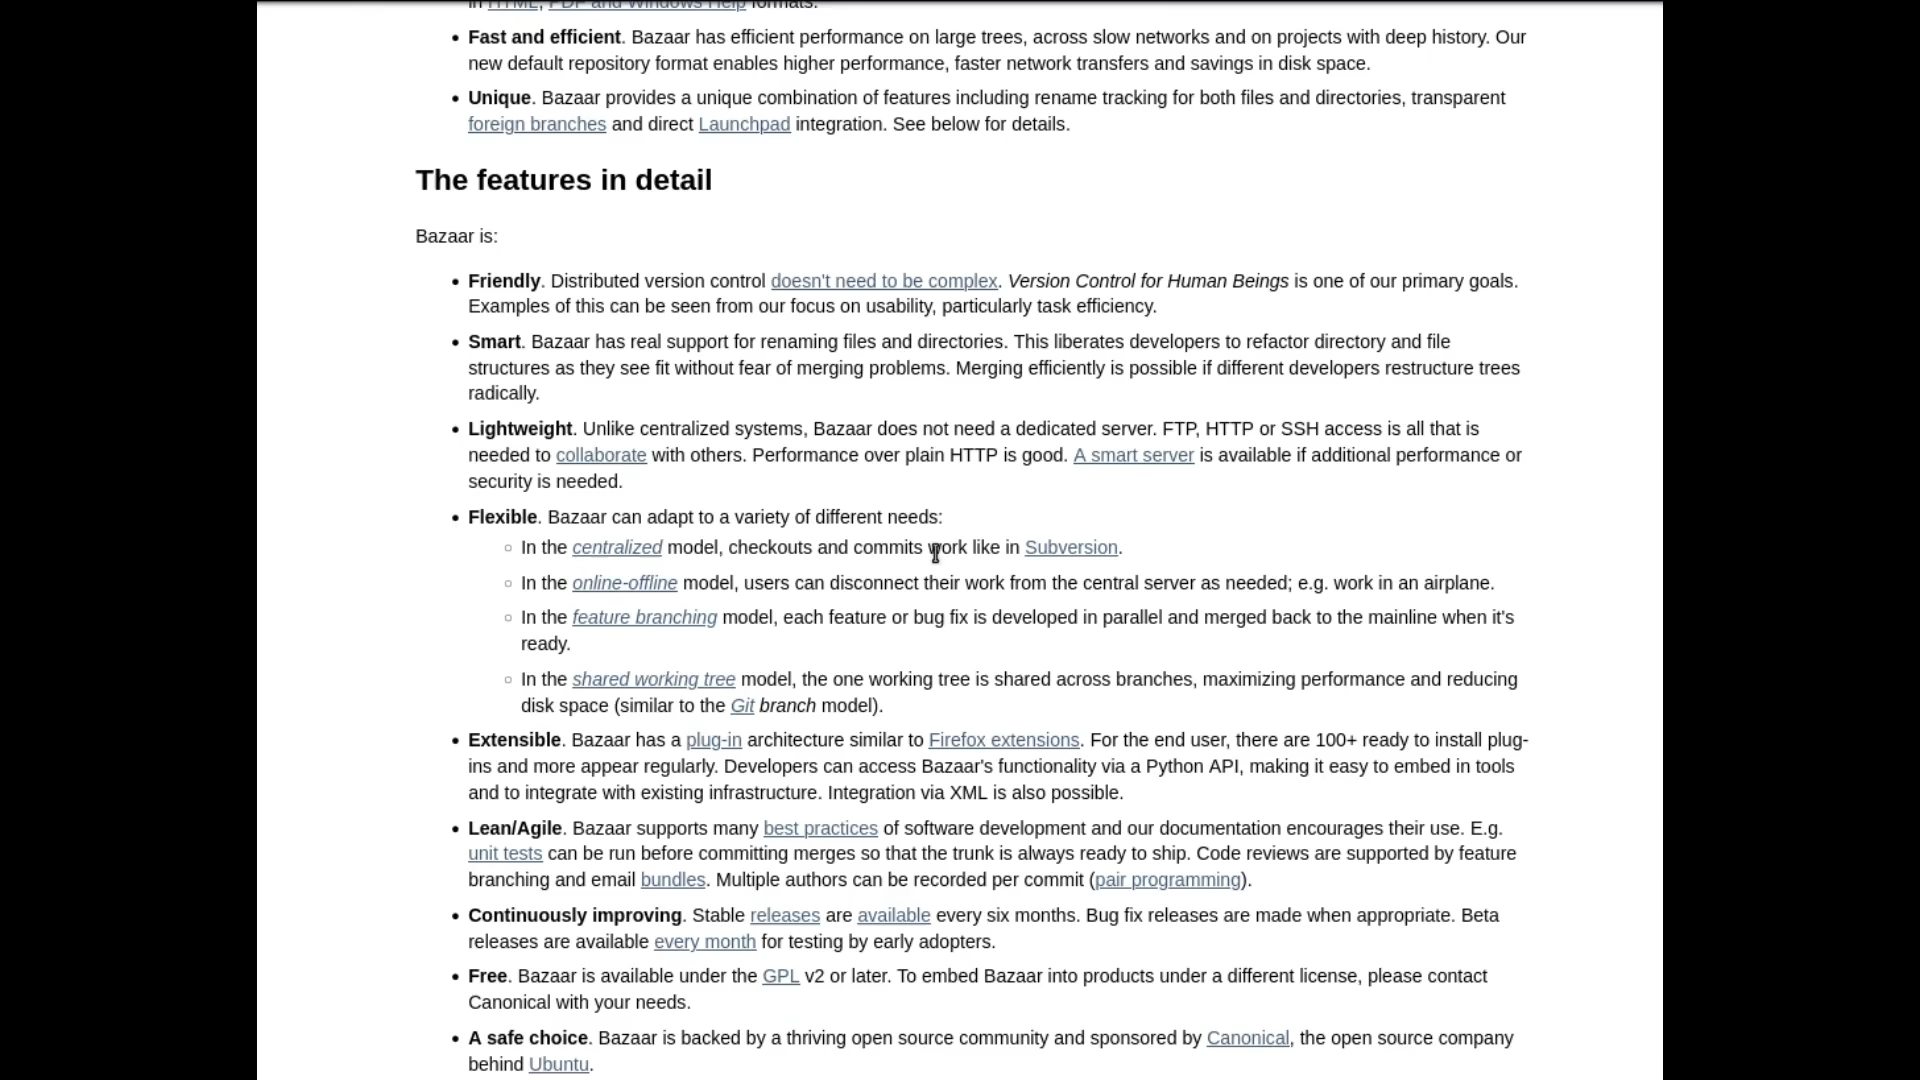 in HTML, PDF and Windows Help formats.
• Fast and efficient. Bazaar has efficient performance on large trees, across slow networks and on projects with deep history. Our
new default repository format enables higher performance, faster network transfers and savings in disk space.
• Unique. Bazaar provides a unique combination of features including rename tracking for both files and directories, transparent
foreign branches and direct Launchpad integration. See below for details.
The features in detail
Bazaar is:
• Friendly. Distributed version control doesn't need to be complex. Version Control for Human Beings is one of our primary goals.
Examples of this can be seen from our focus on usability, particularly task efficiency.
• Smart. Bazaar has real support for renaming files and directories. This liberates developers to refactor directory and file
structures as they see fit without fear of merging problems. Merging efficiently is possible if different developers restructure trees
radically.
• Lightweight. Unlike centralized systems, Bazaar does not need a dedicated server. FTP, HTTP or SSH access is all that is
needed to collaborate with others. Performance over plain HTTP is good. A smart server is available if additional performance or
security is needed.
• Flexible. Bazaar can adapt to a variety of different needs:
◦ In the centralized model, checkouts and commits work like in Subversion.
◦ In the online-offline model, users can disconnect their work from the central server as needed; e.g. work in an airplane.
◦ In the feature branching model, each feature or bug fix is developed in parallel and merged back to the mainline when it's
ready.
◦ In the shared working tree model, the one working tree is shared across branches, maximizing performance and reducing
disk space (similar to the Git branch model).
• Extensible. Bazaar has a plug-in architecture similar to Firefox extensions. For the end user, there are 100+ ready to install plug-
ins and more appear regularly. Developers can access Bazaar's functionality via a Python API, making it easy to embed in tools
and to integrate with existing infrastructure. Integration via XML is also possible.
• Lean/Agile. Bazaar supports many best practices of software development and our documentation encourages their use. E.g.
unit tests can be run before committing merges so that the trunk is always ready to ship. Code reviews are supported by feature
branching and email bundles. Multiple authors can be recorded per commit (pair programming).
• Continuously improving. Stable releases are available every six months. Bug fix releases are made when appropriate. Beta
releases are available every month for testing by early adopters.
• Free. Bazaar is available under the GPL v2 or later. To embed Bazaar into products under a different license, please contact
Canonical with your needs.
• A safe choice. Bazaar is backed by a thriving open source community and sponsored by Canonical, the open source company
behind Ubuntu.